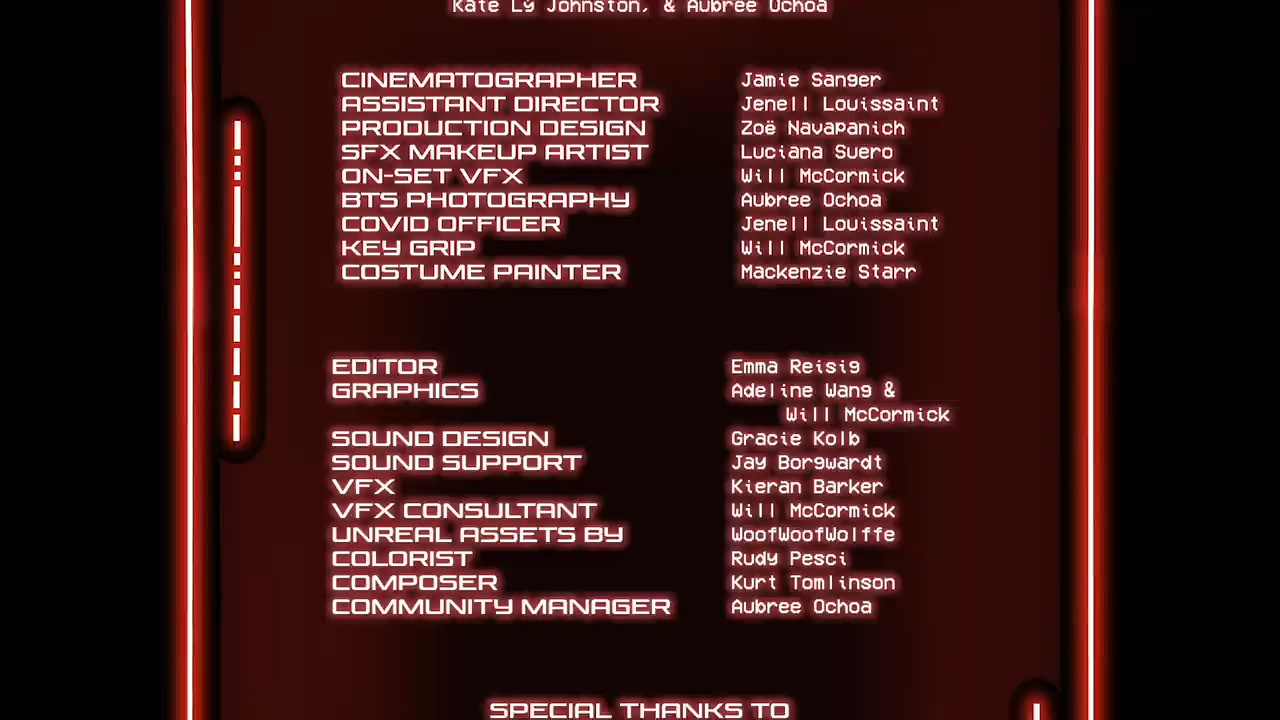 Kate Ly Johnston, & Aubree Ochoa
CINEMATOGRAPHER Jamie Sanger
ASSISTANT DIRECTOR Jenell Louissaint
PRODUCTION DESIGN Zoë Navapanich
SFX MAKEUP ARTIST Luciana Suero
ON-SET VFX Will McCormick
BTS PHOTOGRAPHY Aubree Ochoa
COVID OFFICER Jenell Louissaint
KEY GRIP Will McCormick
COSTUME PAINTER Mackenzie Starr
EDITOR Emma Reisig
GRAPHICS Adeline Wang &
Will McCormick
SOUND DESIGN Gracie Kolb
SOUND SUPPORT Jay Borgwardt
VFX Kieran Barker
VFX CONSULTANT Will McCormick
UNREAL ASSETS BY WoofWoofWolffe
COLORIST Rudy Pesci
COMPOSER Kurt Tomlinson
COMMUNITY MANAGER Aubree Ochoa
SPECIAL THANKS TO